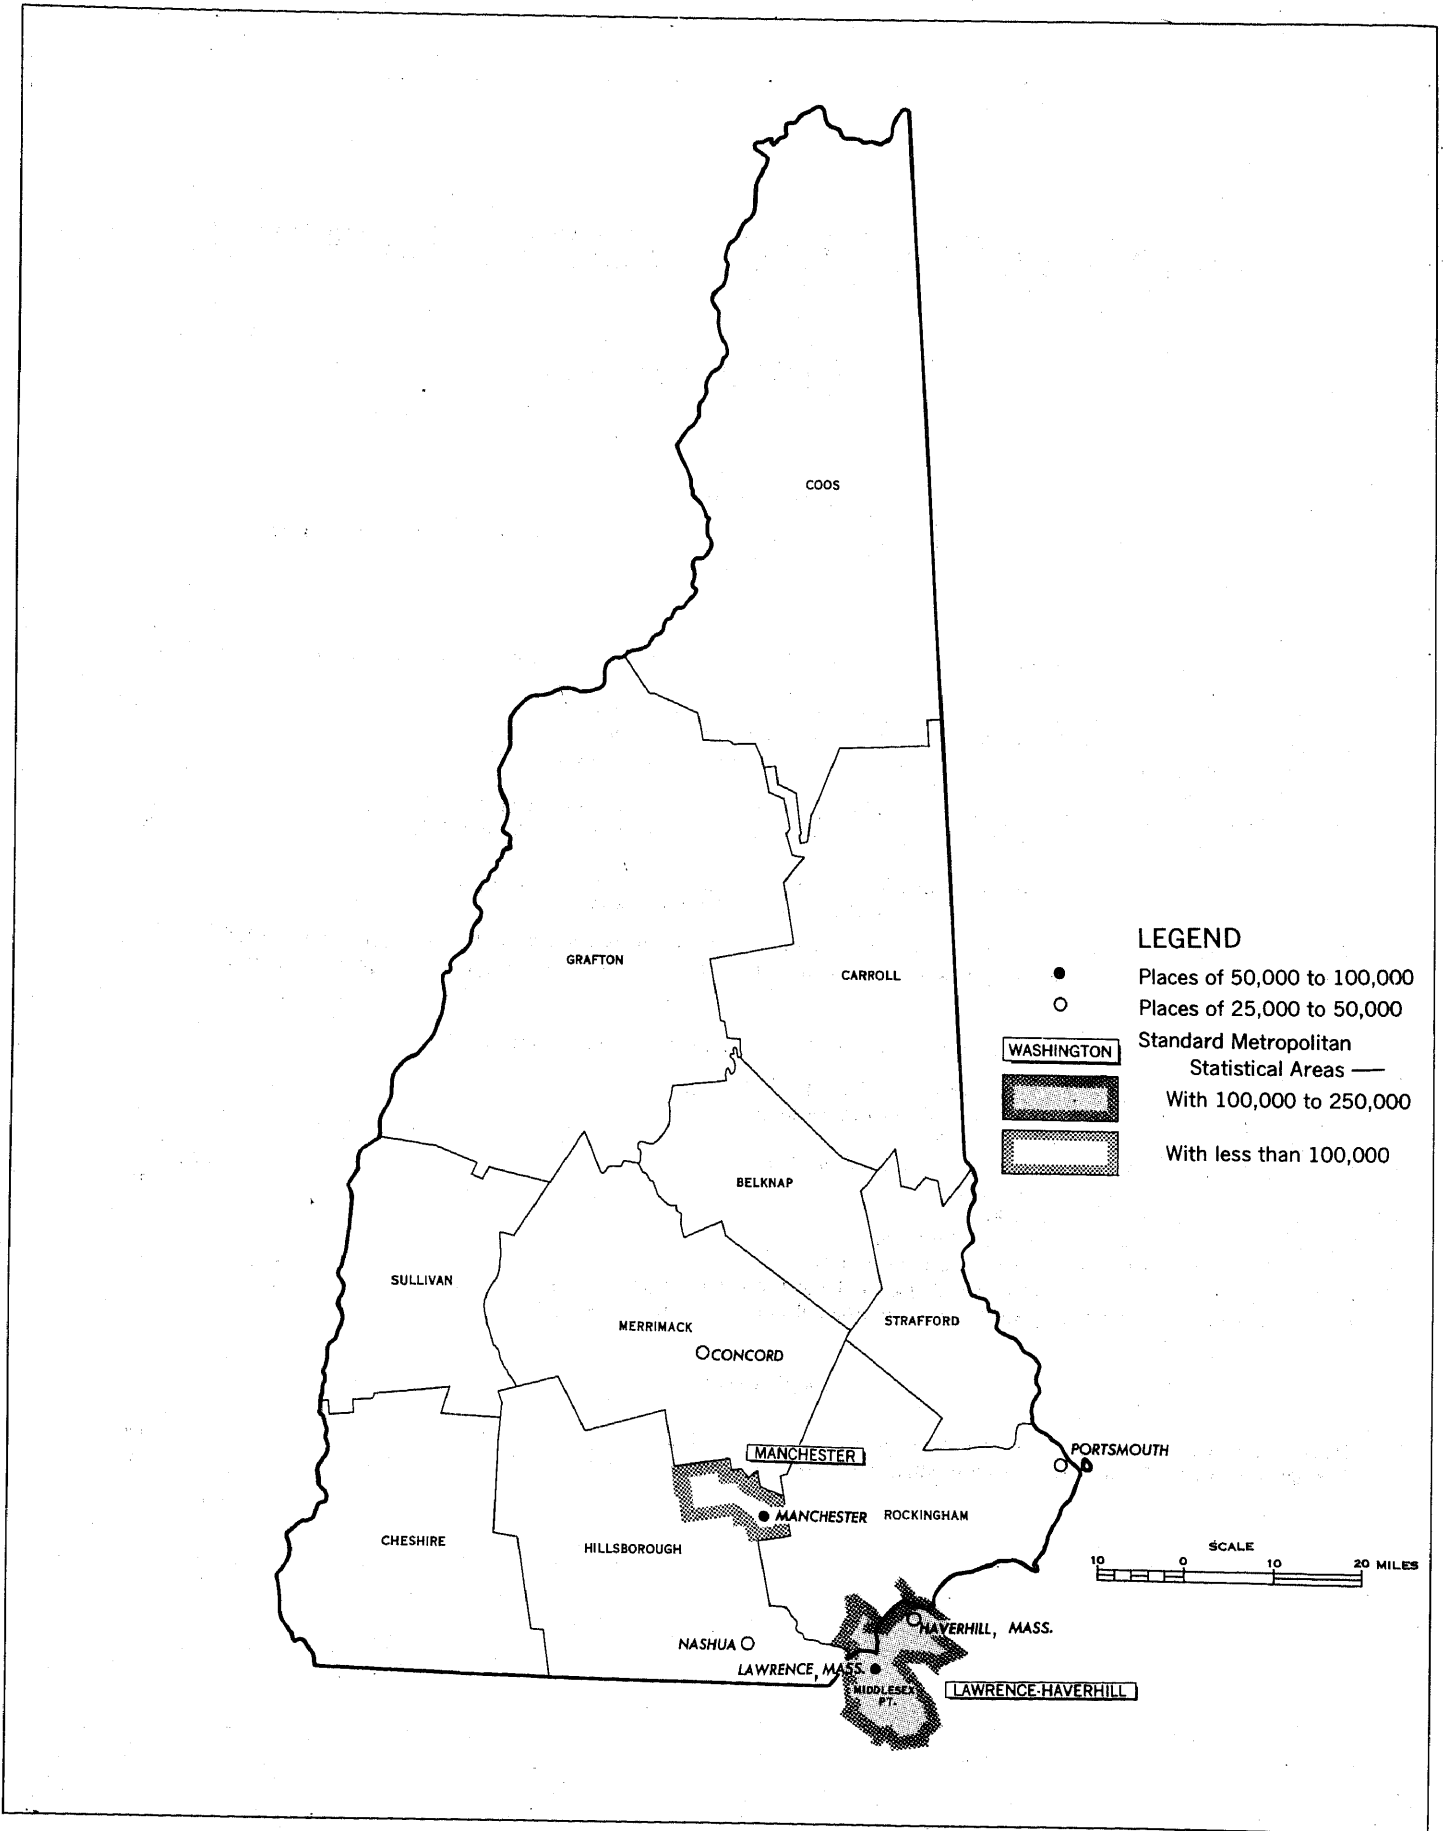 COOS
GRAFTON
CARROLL
LEGEND
Places of 50,000 to 100,000
Places of 25,000 to 50,000
WASHINGTON
Standard Metropolitan
Statistical Areas —
With 100,000 to 250,000
With less than 100,000
BELKNAP
SULLIVAN
MERRIMACK
STRAFFORD
CONCORD
MANCHESTER
PORTSMOUTH
MANCHESTER
ROCKINGHAM
CHESHIRE
HILLSBOROUGH
SCALE
10 0 10 20 MILES
HAVERHILL, MASS.
NASHUA
LAWRENCE, MASS.
MIDDLESEX
PT.
LAWRENCE-HAVERHILL